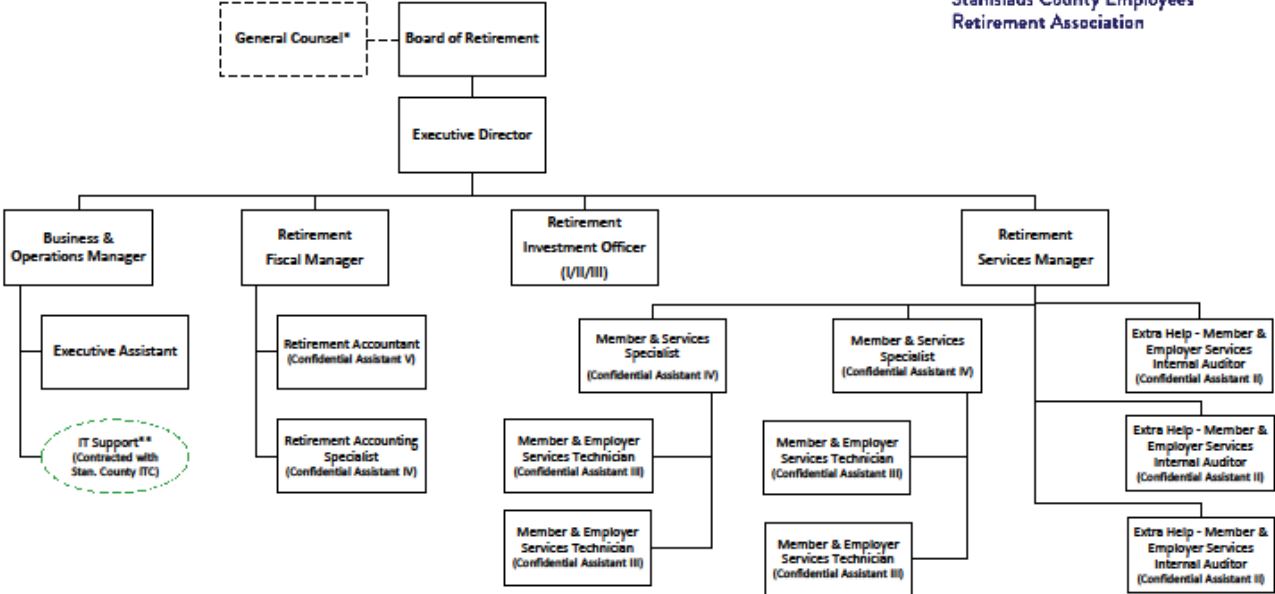 Stanislaus County Employees
Retirement Association
General Counsel*
Board of Retirement
Executive Director
Business &
Operations Manager
Retirement
Fiscal Manager
Retirement
Investment Officer
(I/II/III)
Retirement
Services Manager
Executive Assistant
IT Support**
(Contracted with
Stan. County ITC)
Retirement Accountant
(Confidential Assistant V)
Retirement Accounting
Specialist
(Confidential Assistant IV)
Member & Services
Specialist
(Confidential Assistant IV)
Member & Employer
Services Technician
(Confidential Assistant III)
Member & Employer
Services Technician
(Confidential Assistant III)
Member & Services
Specialist
(Confidential Assistant IV)
Member & Employer
Services Technician
(Confidential Assistant III)
Member & Employer
Services Technician
(Confidential Assistant III)
Extra Help - Member &
Employer Services
Internal Auditor
(Confidential Assistant II)
Extra Help - Member &
Employer Services
Internal Auditor
(Confidential Assistant II)
Extra Help - Member &
Employer Services
Internal Auditor
(Confidential Assistant II)